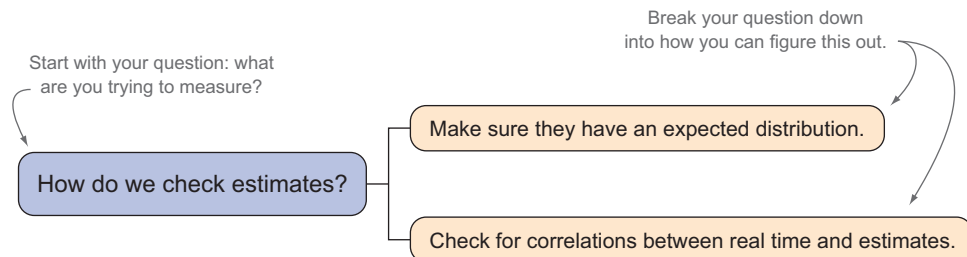 Break your question down
into how you can figure this out.
Start with your question: what
are you trying to measure?
Make sure they have an expected distribution.
How do we check estimates?
Check for correlations between real time and estimates.